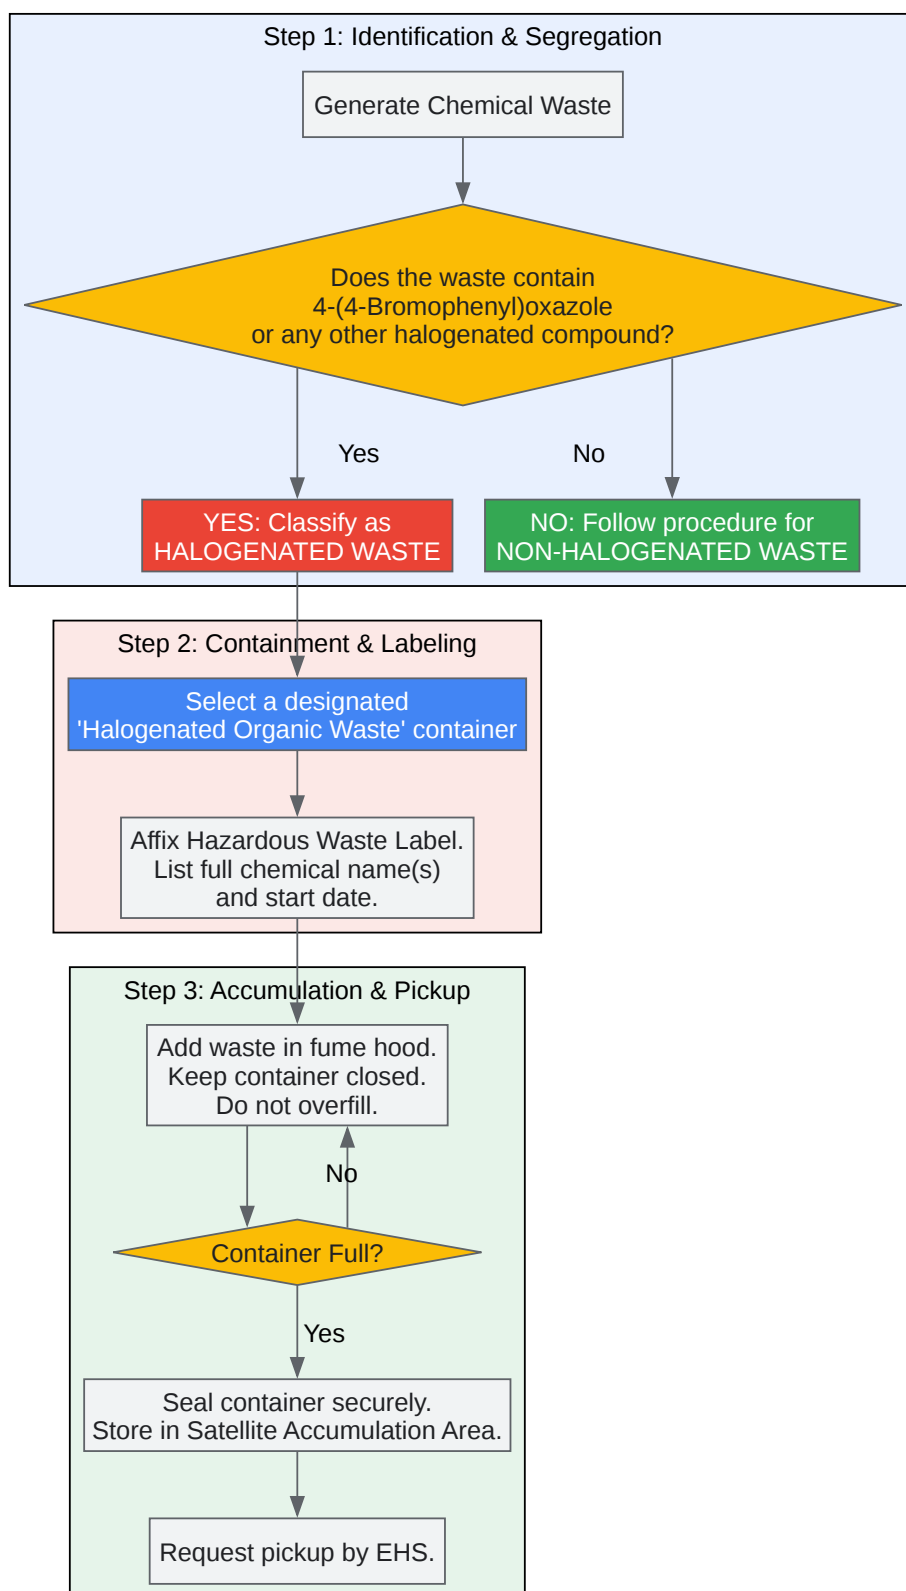 Step 1: Identification & Segregation
Generate Chemical Waste
Does the waste contain
4-(4-Bromophenyl)oxazole
or any other halogenated compound?
Yes
No
YES: Classify as
HALOGENATED WASTE
NO: Follow procedure for
NON-HALOGENATED WASTE
Step 2: Containment & Labeling
Select a designated
'Halogenated Organic Waste' container
Affix Hazardous Waste Label.
List full chemical name(s)
and start date.
Step 3: Accumulation & Pickup
Add waste in fume hood.
Keep container closed.
Do not overfill.
No
Container Full?
Yes
Seal container securely.
Store in Satellite Accumulation Area.
Request pickup by EHS.